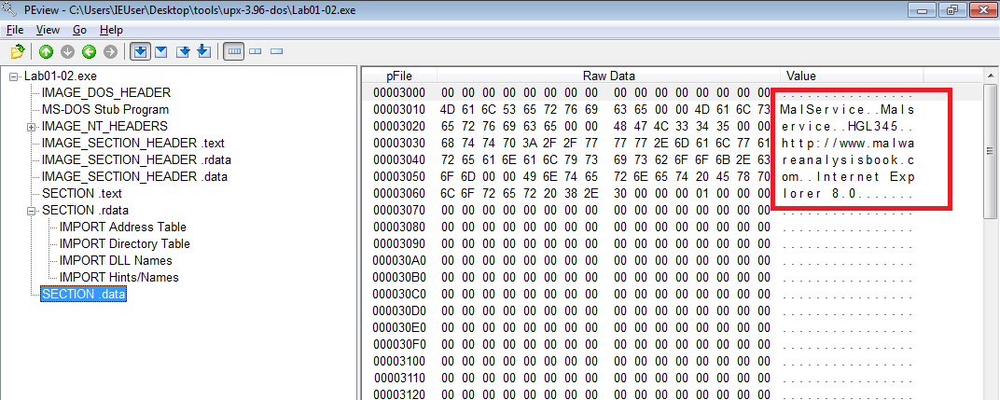 PEview - C:\Users\IEUser\Desktop\tools\upx-3.96-dos\Lab01-02.exe
File View Go Help
Lab01-02.exe
IMAGE_DOS_HEADER
MS-DOS Stub Program
IMAGE_NT_HEADERS
IMAGE_SECTION_HEADER .text
IMAGE_SECTION_HEADER .rdata
IMAGE_SECTION_HEADER .data
SECTION .text
SECTION .rdata
IMPORT Address Table
IMPORT Directory Table
IMPORT DLL Names
IMPORT Hints/Names
SECTION .data
pFile Raw Data Value
00003000 00 00 00 00 00 00 00 00 00 00 00 00 00 00 00 00 ................
00003010 4D 61 6C 53 65 72 76 69 63 65 00 00 4D 61 6C 73 MalService..Mals
00003020 65 72 76 69 63 65 00 00 48 47 4C 33 34 35 00 00 ervice..HGL345..
00003030 68 74 74 70 3A 2F 2F 77 77 77 2E 6D 61 6C 77 61 http://www.malwa
00003040 72 65 61 6E 61 6C 79 73 69 73 62 6F 6F 6B 2E 63 reanalysisbook.c
00003050 6F 6D 00 00 49 6E 74 65 72 6E 65 74 20 45 78 70 om..Internet Exp
00003060 6C 6F 72 65 72 20 38 2E 30 00 00 00 01 00 00 00 lorer 8.0.......
00003070 00 00 00 00 00 00 00 00 00 00 00 00 00 00 00 00 ................
00003080 00 00 00 00 00 00 00 00 00 00 00 00 00 00 00 00 ................
00003090 00 00 00 00 00 00 00 00 00 00 00 00 00 00 00 00 ................
000030A0 00 00 00 00 00 00 00 00 00 00 00 00 00 00 00 00 ................
000030B0 00 00 00 00 00 00 00 00 00 00 00 00 00 00 00 00 ................
000030C0 00 00 00 00 00 00 00 00 00 00 00 00 00 00 00 00 ................
000030D0 00 00 00 00 00 00 00 00 00 00 00 00 00 00 00 00 ................
000030E0 00 00 00 00 00 00 00 00 00 00 00 00 00 00 00 00 ................
000030F0 00 00 00 00 00 00 00 00 00 00 00 00 00 00 00 00 ................
00003100 00 00 00 00 00 00 00 00 00 00 00 00 00 00 00 00 ................
00003110 00 00 00 00 00 00 00 00 00 00 00 00 00 00 00 00 ................
00003120 00 00 00 00 00 00 00 00 00 00 00 00 00 00 00 00 ................